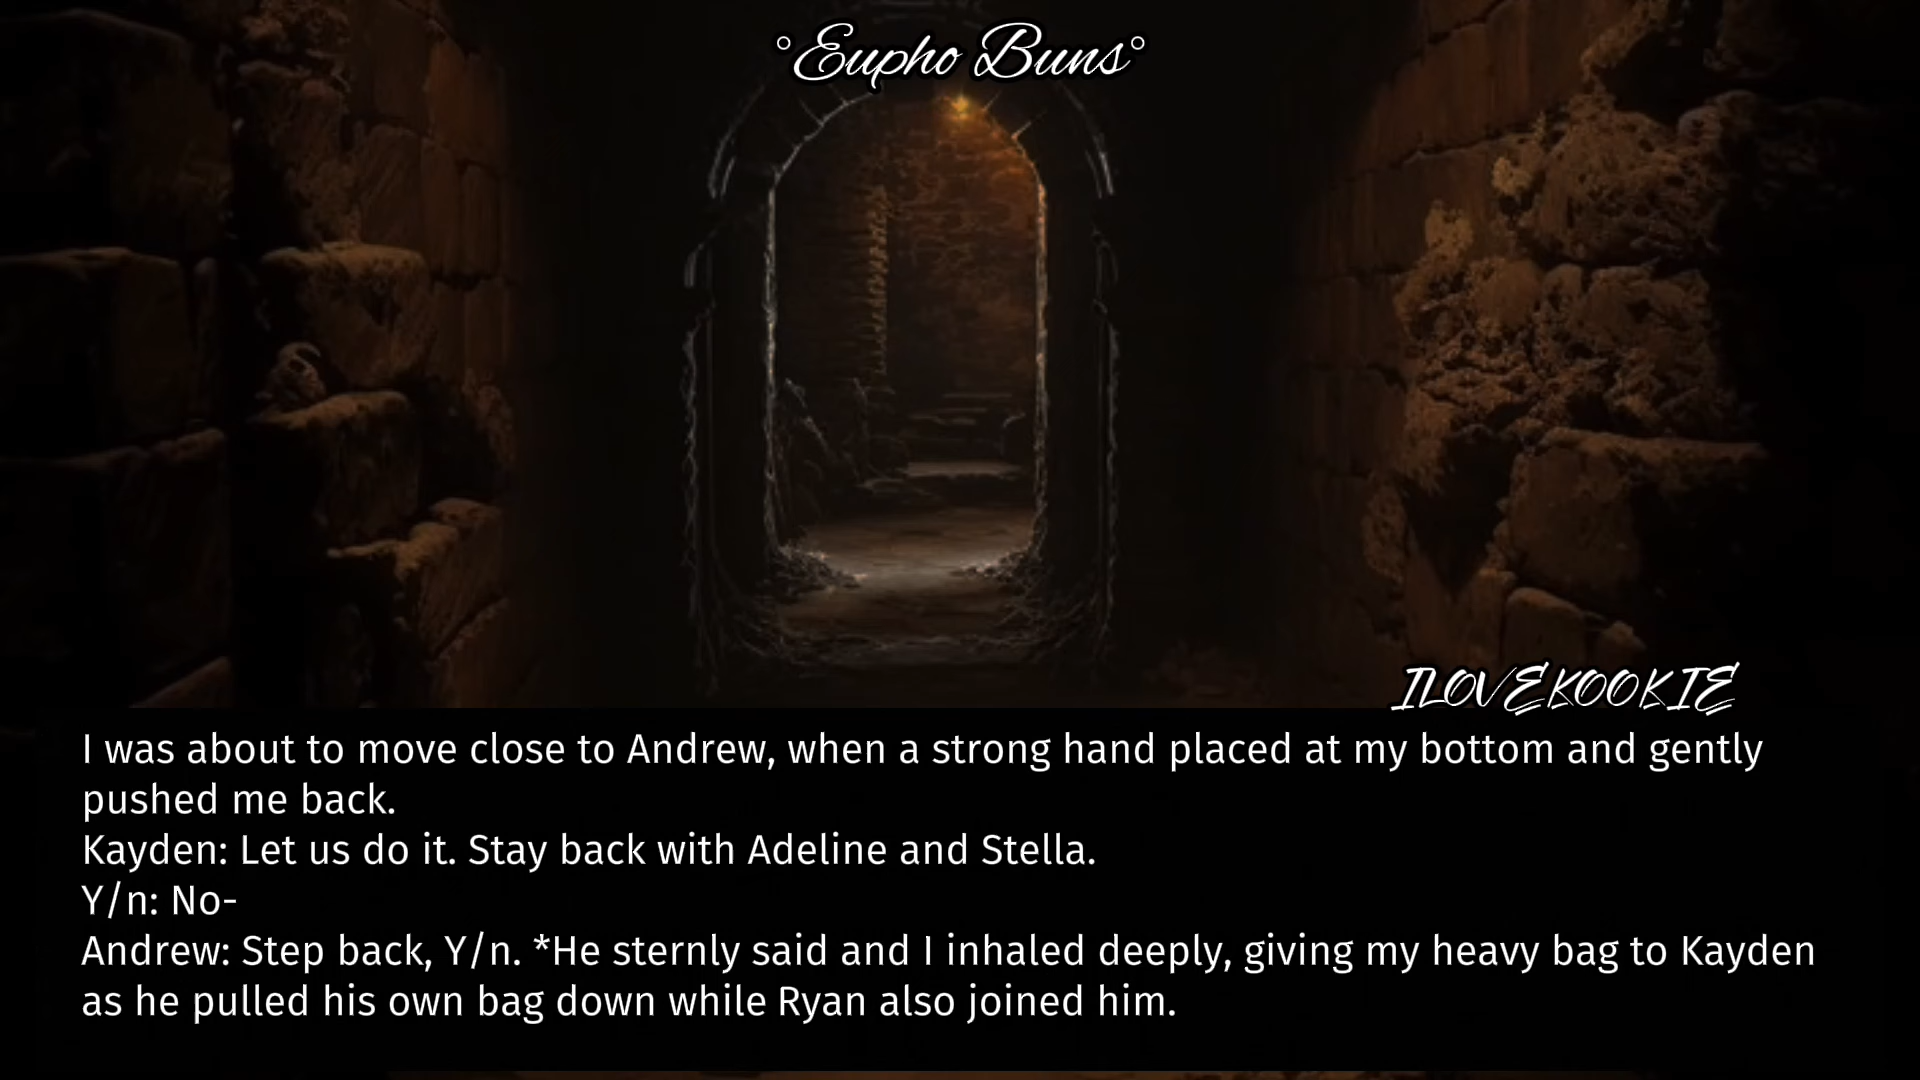 °Eupho Buns°
ILOVEKOOKIE
I was about to move close to Andrew, when a strong hand placed at my bottom and gently
pushed me back.
Kayden: Let us do it. Stay back with Adeline and Stella.
Y/n: No-
Andrew: Step back, Y/n. *He sternly said and I inhaled deeply, giving my heavy bag to Kayden
as he pulled his own bag down while Ryan also joined him.